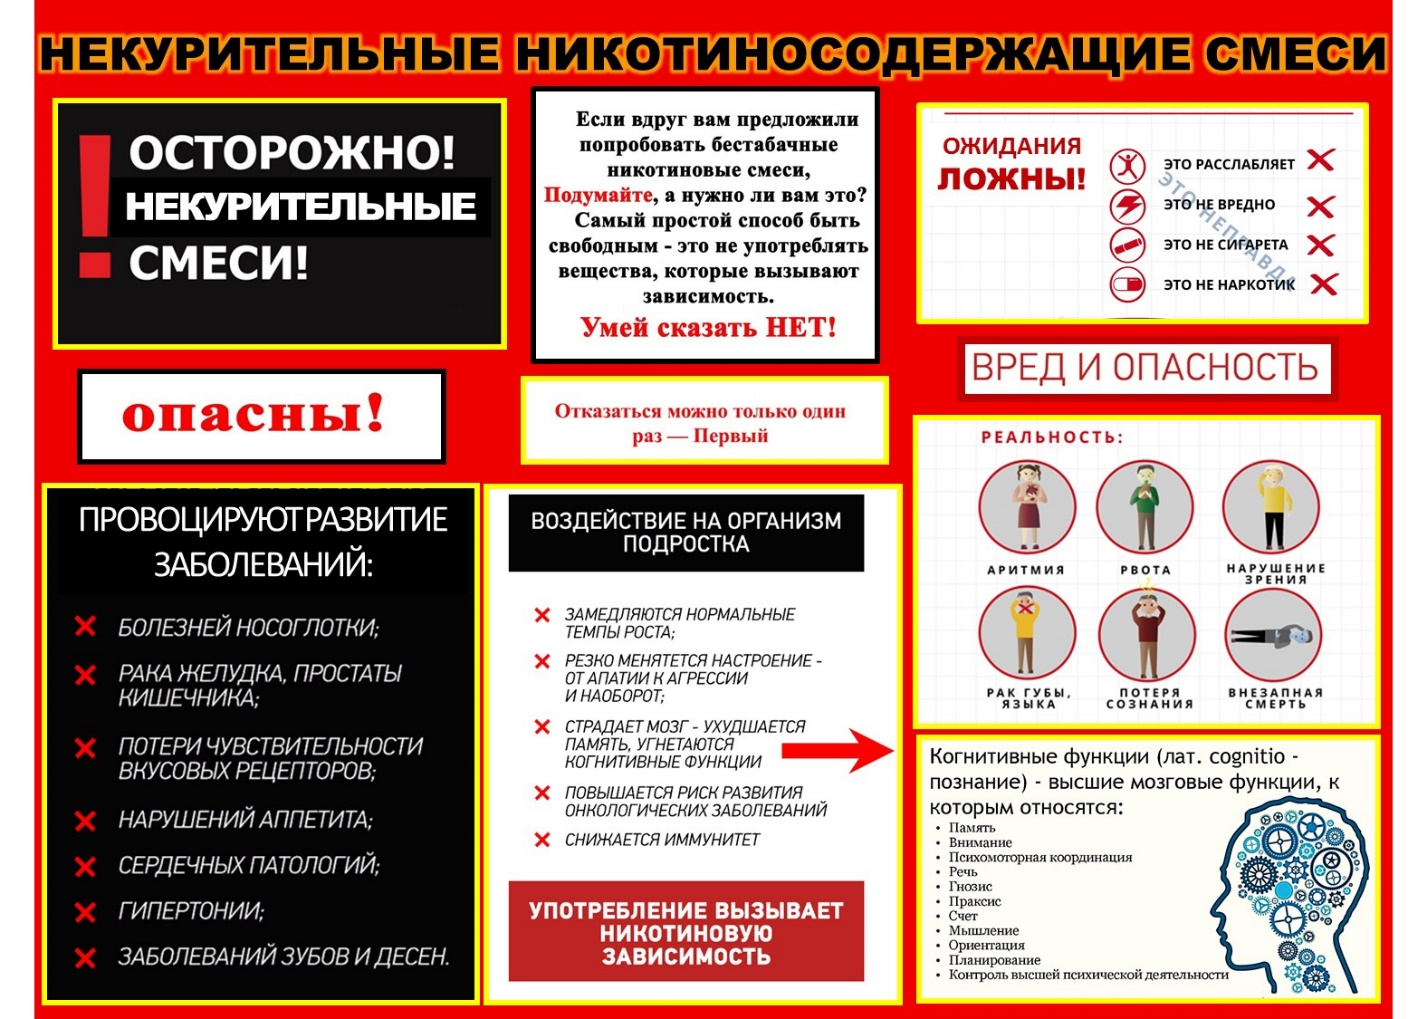 НЕКУРИТЕЛЬНЫЕ НИКОТИНОСОДЕРЖАЩИЕ СМЕСИ
! ОСТОРОЖНО!
НЕКУРИТЕЛЬНЫЕ
СМЕСИ!
опасны!
ПРОВОЦИРУЮТ РАЗВИТИЕ
ЗАБОЛЕВАНИЙ:
БОЛЕЗНЕЙ НОСОГЛОТКИ;
РАКА ЖЕЛУДКА, ПРОСТАТЫ
КИШЕЧНИКА;
ПОТЕРИ ЧУВСТВИТЕЛЬНОСТИ
ВКУСОВЫХ РЕЦЕПТОРОВ;
НАРУШЕНИЙ АППЕТИТА;
СЕРДЕЧНЫХ ПАТОЛОГИЙ;
ГИПЕРТОНИИ;
ЗАБОЛЕВАНИЙ ЗУБОВ И ДЕСЕН.
Если вдруг вам предложили
попробовать бестабачные
никотиновые смеси,
Подумайте, а нужно ли вам это?
Самый простой способ быть
свободным - это не употреблять
вещества, которые вызывают
зависимость.
Умей сказать НЕТ!
Отказаться можно только один
раз — Первый
ВОЗДЕЙСТВИЕ НА ОРГАНИЗМ
ПОДРОСТКА
ЗАМЕДЛЯЮТСЯ НОРМАЛЬНЫЕ
ТЕМПЫ РОСТА;
РЕЗКО МЕНЯТЕТСЯ НАСТРОЕНИЕ -
ОТ АПАТИИ К АГРЕССИИ
И НАОБОРОТ;
СТРАДАЕТ МОЗГ - УХУДШАЕТСЯ
ПАМЯТЬ, УГНЕТАЮТСЯ
КОГНИТИВНЫЕ ФУНКЦИИ
ПОВЫШАЕТСЯ РИСК РАЗВИТИЯ
ОНКОЛОГИЧЕСКИХ ЗАБОЛЕВАНИЙ
СНИЖАЕТСЯ ИММУНИТЕТ
УПОТРЕБЛЕНИЕ ВЫЗЫВАЕТ
НИКОТИНОВУЮ
ЗАВИСИМОСТЬ
ОЖИДАНИЯ
ЛОЖНЫ!
ЭТО РАССЛАБЛЯЕТ
ЭТО НЕ ВРЕДНО
ЭТО НЕ СИГАРЕТА
ЭТО НЕ НАРКОТИК
ЭТО НЕПРАВДА
ВРЕД И ОПАСНОСТЬ
РЕАЛЬНОСТЬ:
АРИТМИЯ
РВОТА
НАРУШЕНИЕ
ЗРЕНИЯ
РАК ГУБЫ,
ЯЗЫКА
ПОТЕРЯ
СОЗНАНИЯ
ВНЕЗАПНАЯ
СМЕРТЬ
Когнитивные функции (лат. cognitio -
познание) - высшие мозговые функции, к
которым относятся:
• Память
• Внимание
• Психомоторная координация
• Речь
• Гнозис
• Праксис
• Счет
• Мышление
• Ориентация
• Планирование
• Контроль высшей психической деятельности